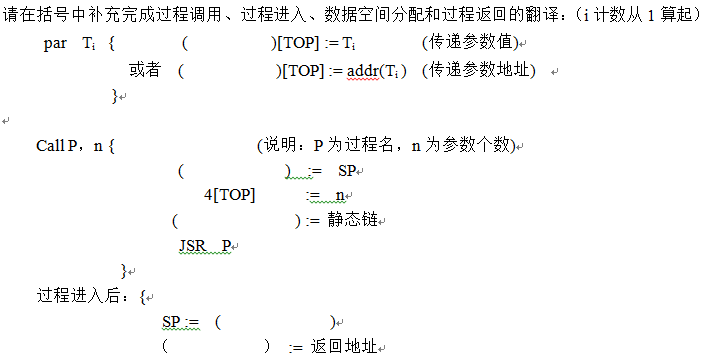 请在括号中补充完成过程调用、过程进入、数据空间分配和过程返回的翻译：（i 计数从 1 算起）
par Ti { ( )[TOP] := Ti (传递参数值)
或者 ( )[TOP] := addr(Ti ) (传递参数地址)
}
Call P，n { (说明：P 为过程名，n 为参数个数)
( ) := SP
4[TOP] := n
( ) := 静态链
JSR P
}
过程进入后：{
SP := ( )
( ) := 返回地址